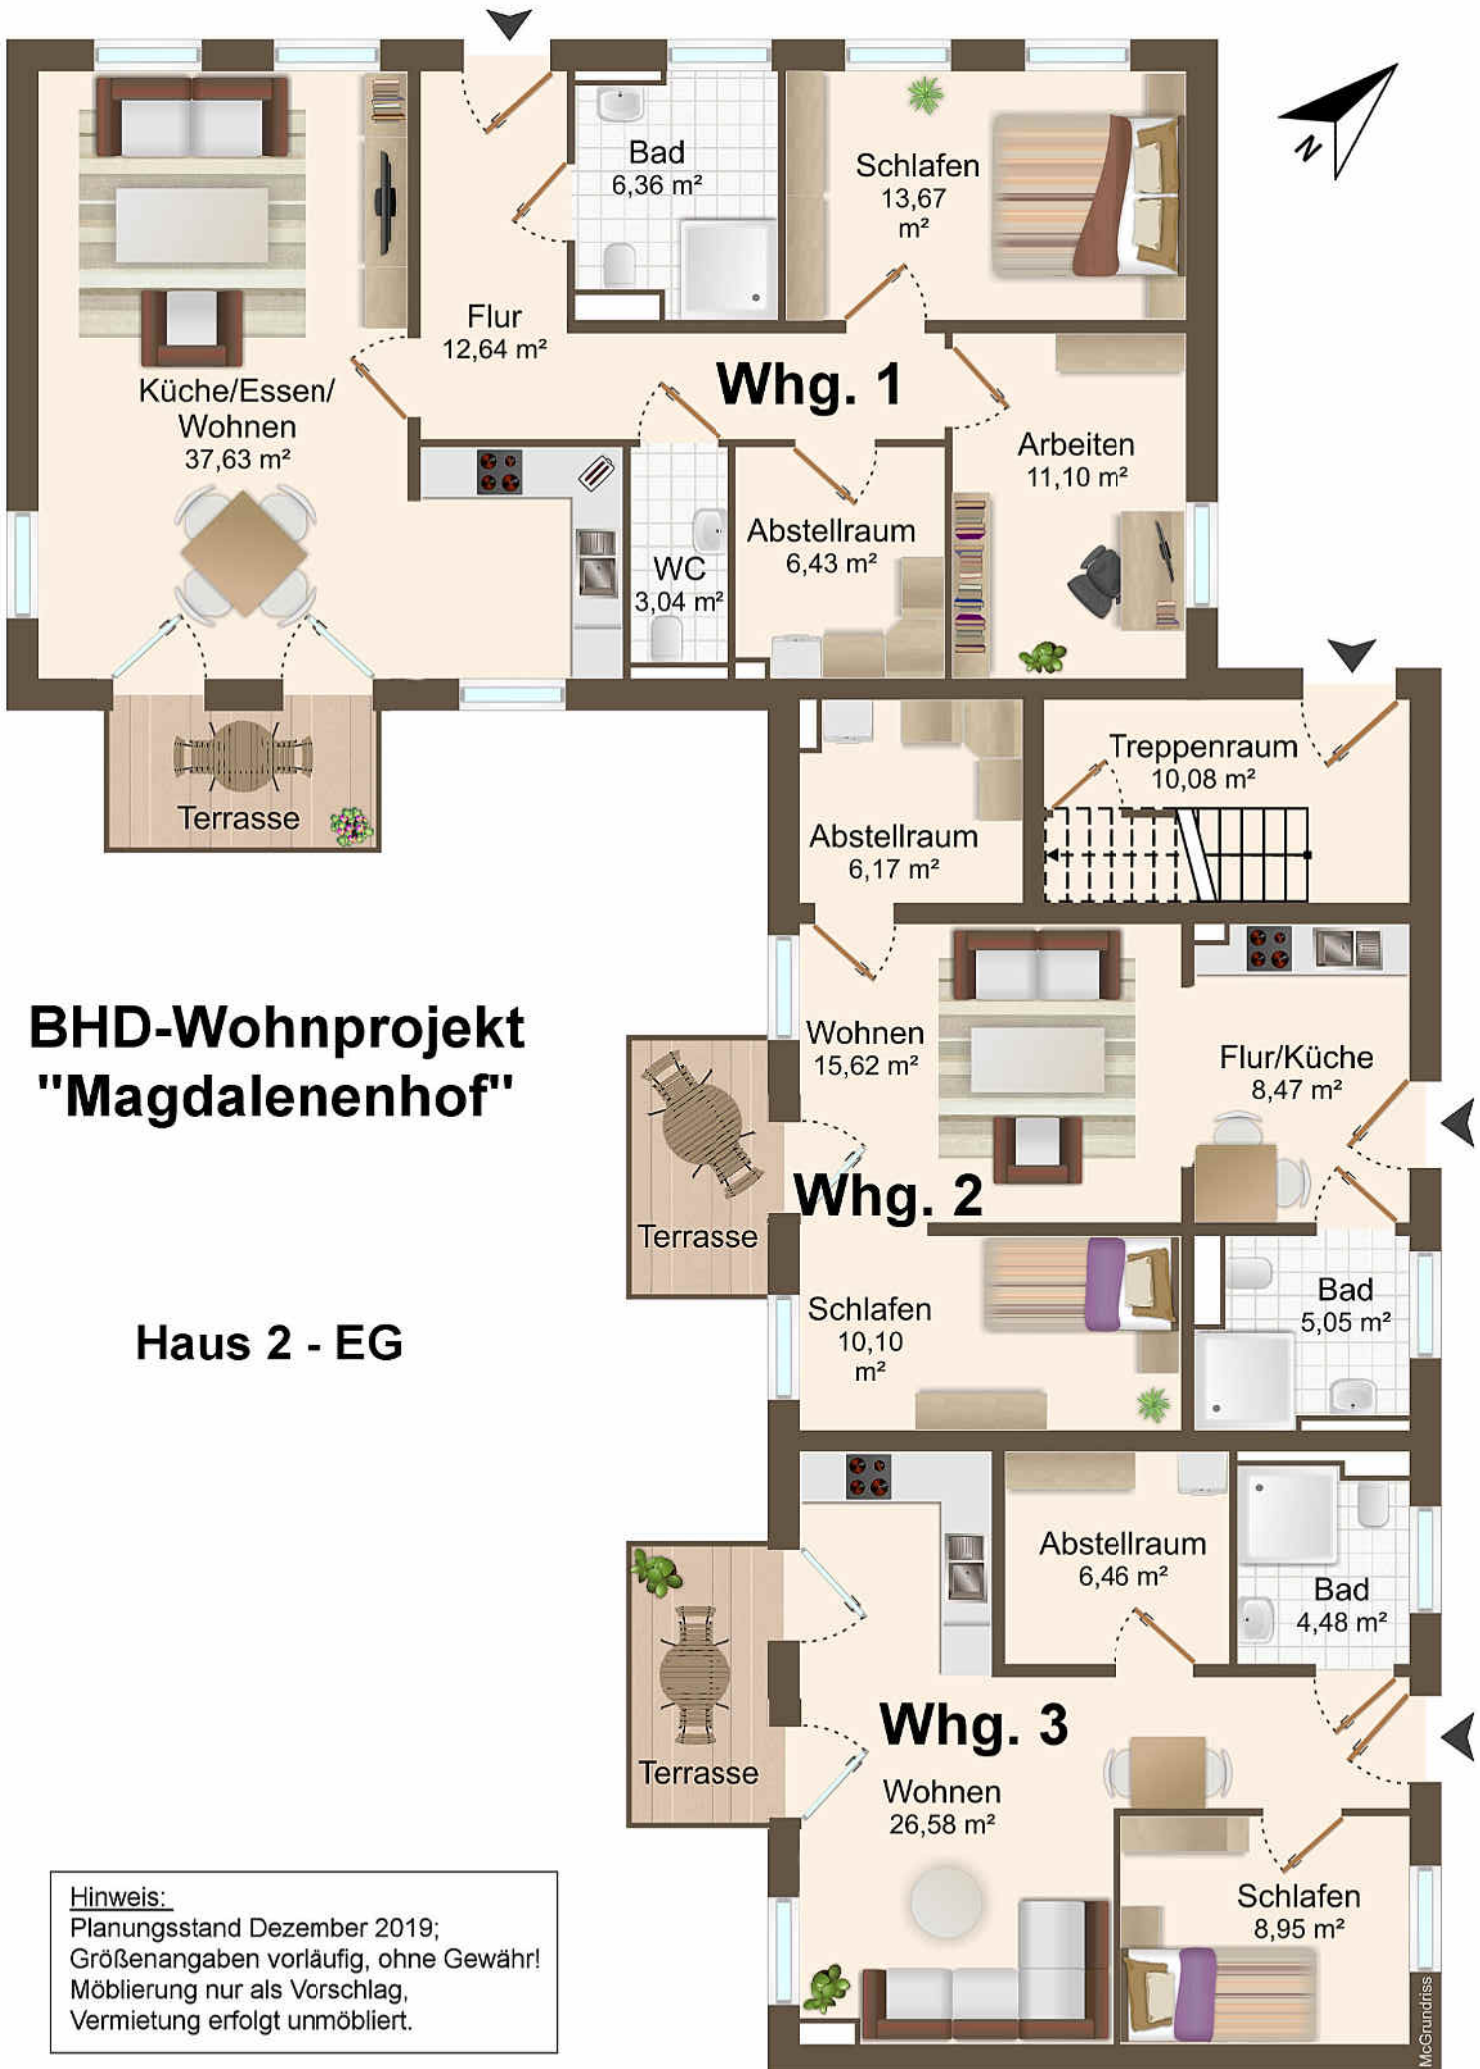 N
Bad
6,36 m²
Schlafen
13,67
m²
Flur
12,64 m²
Whg. 1
Küche/Essen/
Wohnen
37,63 m²
Arbeiten
11,10 m²
Abstellraum
6,43 m²
WC
3,04 m²
Terrasse
Treppenraum
10,08 m²
Abstellraum
6,17 m²
BHD-Wohnprojekt
"Magdalenenhof"
Haus 2 - EG
Wohnen
15,62 m²
Flur/Küche
8,47 m²
Whg. 2
Terrasse
Schlafen
10,10
m²
Bad
5,05 m²
Abstellraum
6,46 m²
Bad
4,48 m²
Whg. 3
Terrasse
Wohnen
26,58 m²
Schlafen
8,95 m²
Hinweis:
Planungsstand Dezember 2019;
Größenangaben vorläufig, ohne Gewähr!
Möblierung nur als Vorschlag,
Vermietung erfolgt unmöbliert.
McGrundriss